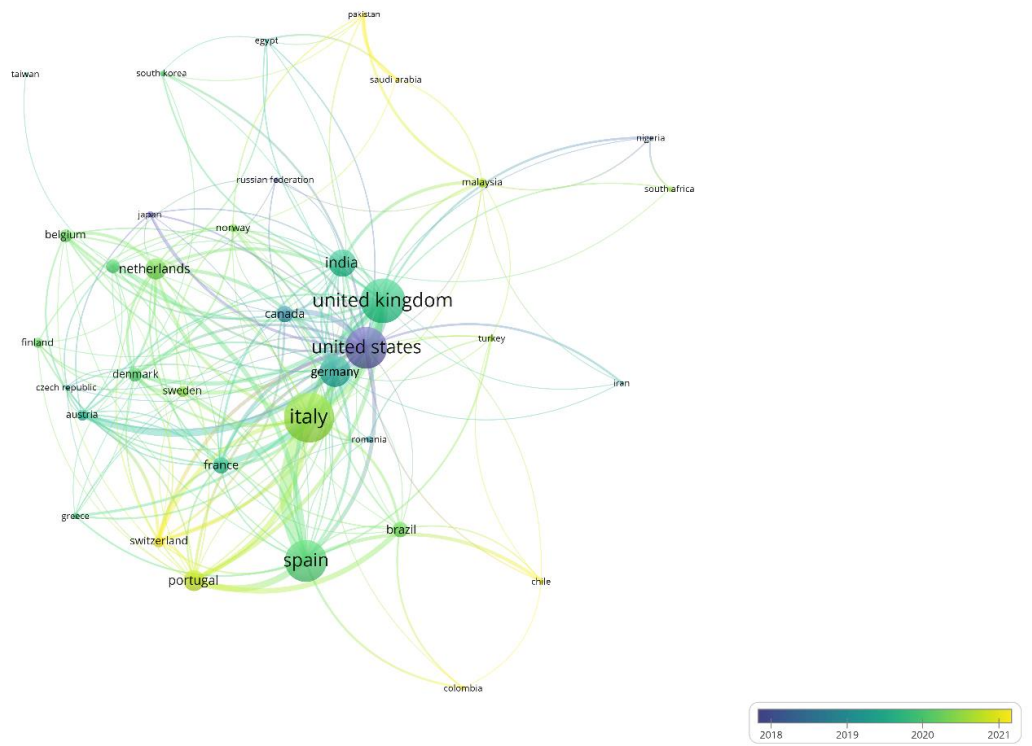 pakistan
egypt
taiwan
south korea
saudi arabia
nigeria
russian federation
malaysia
south africa
japan
norway
belgium
india
netherlands
united kingdom
canada
finland
turkey
united states
denmark
germany
iran
czech republic
sweden
austria
italy
romania
france
greece
brazil
switzerland
spain
portugal
chile
colombia
2018 2019 2020 2021